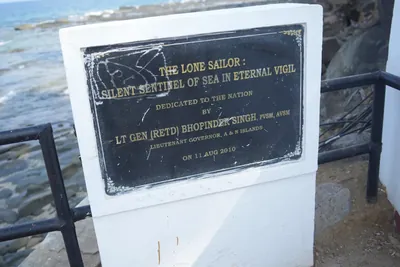 THE LONE SAILOR :
SILENT SENTINEL OF SEA IN ETERNAL VIGIL
DEDICATED TO THE NATION
BY
LT GEN (RETD) BHOPINDER SINGH, PVSM, AVSM
LIEUTENANT GOVERNOR, A & N ISLANDS
ON 11 AUG 2010